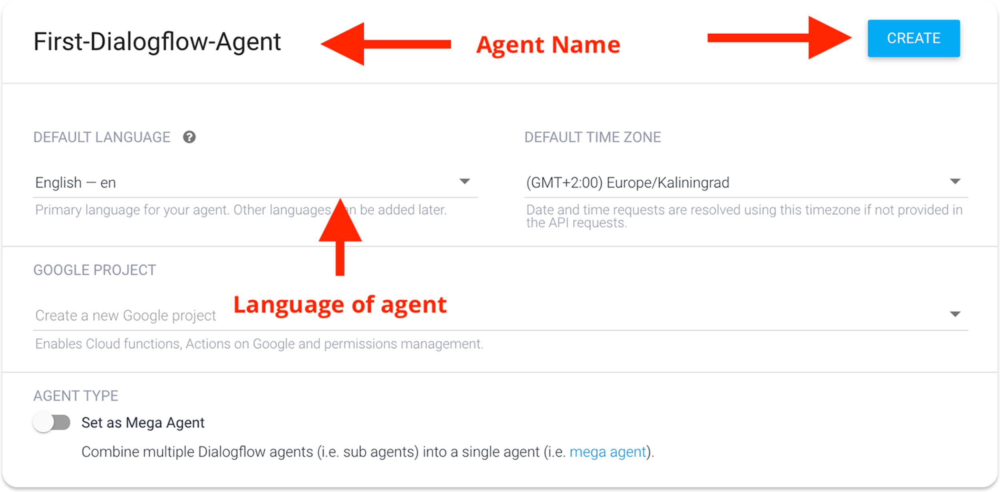 First-Dialogflow-Agent
Agent Name
CREATE
DEFAULT LANGUAGE ?
DEFAULT TIME ZONE
English — en
(GMT+2:00) Europe/Kaliningrad
Primary language for your agent. Other languages can be added later.
Date and time requests are resolved using this timezone if not provided in
the API requests.
GOOGLE PROJECT
Language of agent
Create a new Google project
Enables Cloud functions, Actions on Google and permissions management.
AGENT TYPE
Set as Mega Agent
Combine multiple Dialogflow agents (i.e. sub agents) into a single agent (i.e. mega agent).